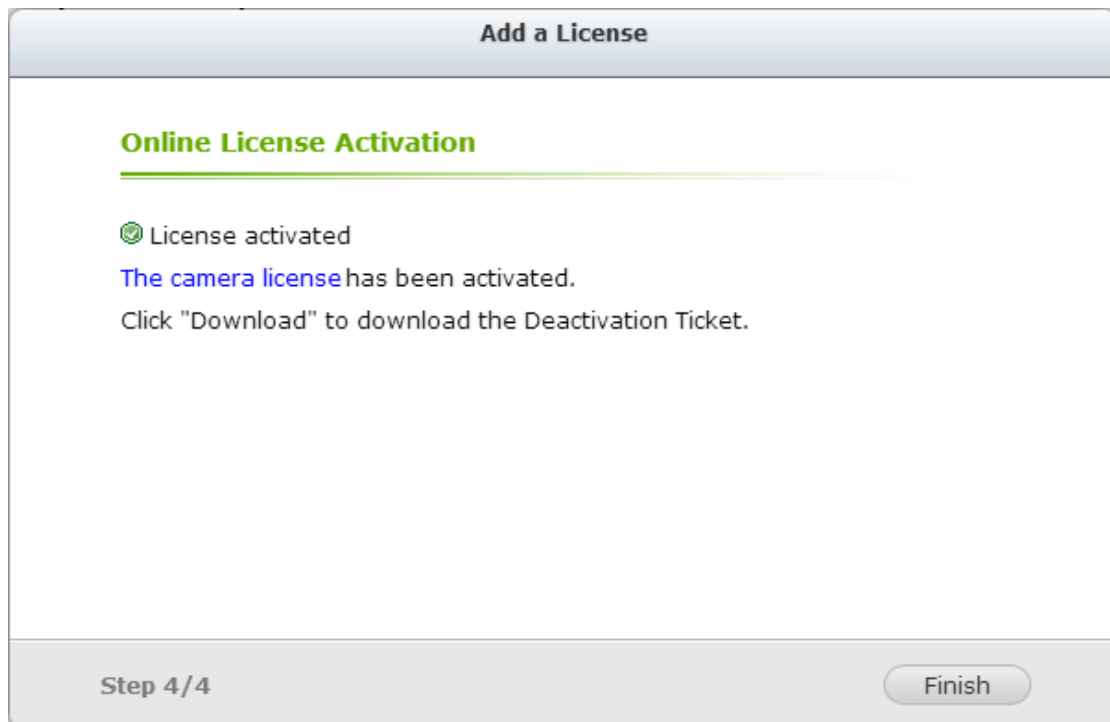 Add a License
Online License Activation
License activated
The camera license has been activated.
Click "Download" to download the Deactivation Ticket.
Step 4/4
Finish